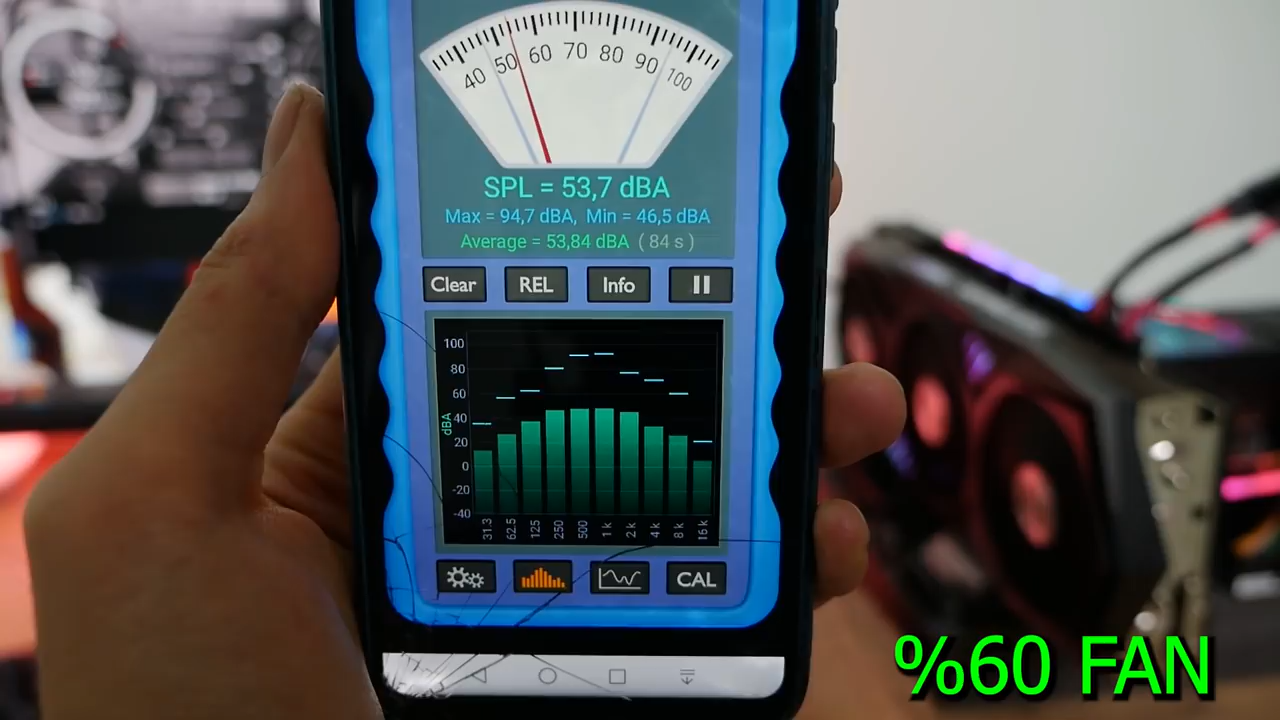 40 50 60 70 80 90 100
SPL = 53,7 dBA
Max = 94,7 dBA, Min = 46,5 dBA
Average = 53,84 dBA ( 84 s )
Clear REL Info
100
80
60
40
20
0
-20
-40
dBA
31.3 62.5 125 250 500 1 k 2 k 4 k 8 k 16 k
CAL
%60 FAN